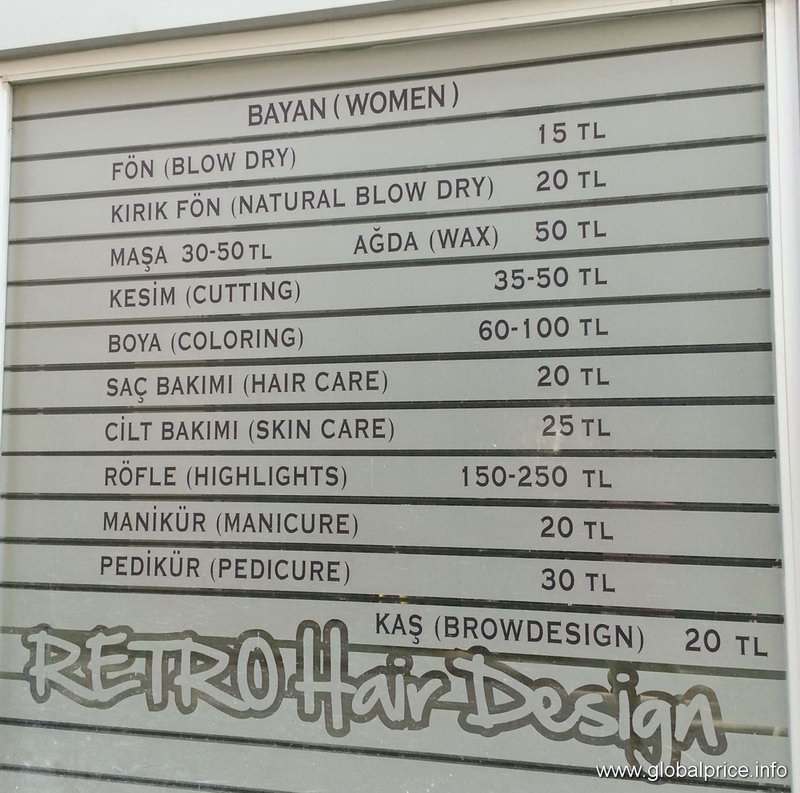 BAYAN (WOMEN)
FÖN (BLOW DRY) 15 TL
KIRIK FÖN (NATURAL BLOW DRY) 20 TL
MAŞA 30-50 TL AĞDA (WAX) 50 TL
KESİM (CUTTING) 35-50 TL
BOYA (COLORING) 60-100 TL
SAÇ BAKIMI (HAIR CARE) 20 TL
CİLT BAKIMI (SKIN CARE) 25 TL
RÖFLE (HIGHLIGHTS) 150-250 TL
MANİKÜR (MANICURE) 20 TL
PEDİKÜR (PEDICURE) 30 TL
KAŞ (BROWDESIGN) 20 TL
RETRO Hair Design
www.globalprice.info